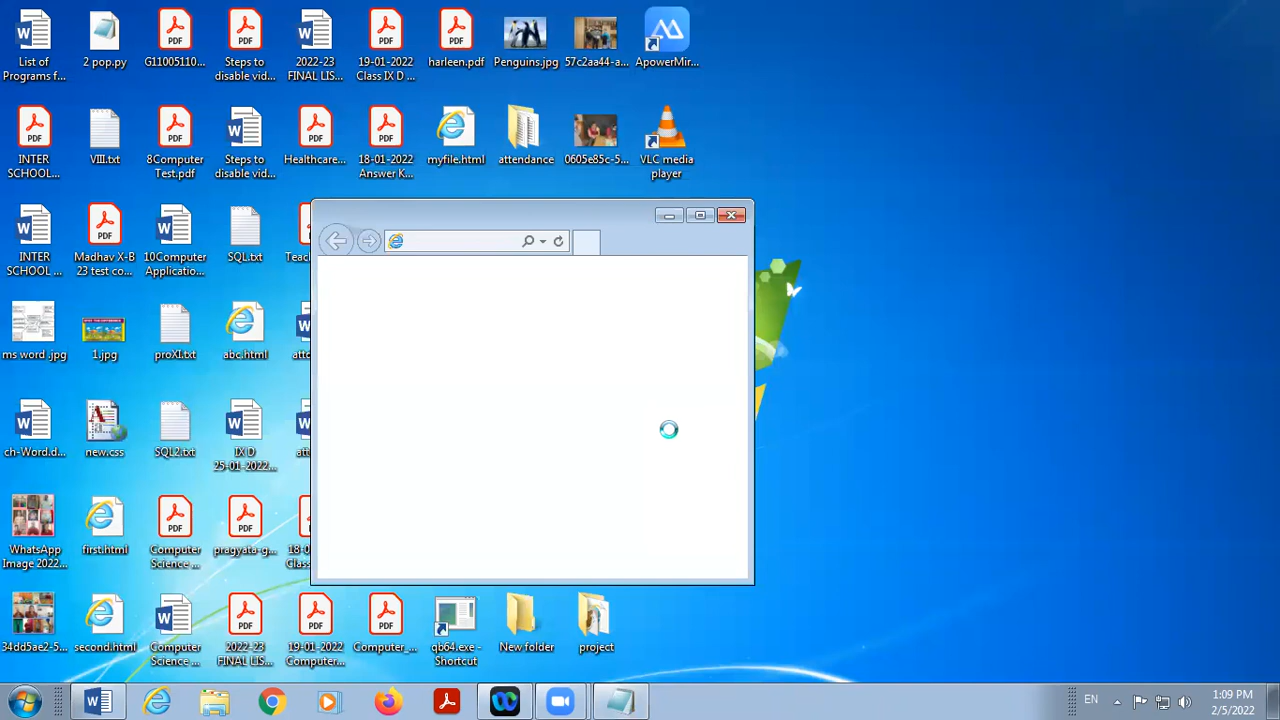 List of
Programs f...
2 pop.py
G11005110...
Steps to
disable vid...
2022-23
FINAL LIS...
19-01-2022
Class IX D ...
harleen.pdf
Penguins.jpg
57c2aa44-a...
ApowerMir...
INTER
SCHOOL...
VIII.txt
8Computer
Test.pdf
Steps to
disable vid...
Healthcare...
18-01-2022
Answer K...
myfile.html
attendance
0605e85c-5...
VLC media
player
INTER
SCHOOL ...
Madhav X-B
23 test co...
10Computer
Applicatio...
SQL.txt
Teac
ms word .jpg
1.jpg
proXI.txt
abc.html
atto
ch-Word.d...
new.css
SQL2.txt
IX D
25-01-2022...
att
WhatsApp
Image 2022...
first.html
Computer
Science ...
pragyata-g...
18-
Class
34dd5ae2-5...
second.html
Computer
Science ...
2022-23
FINAL LIS...
19-01-2022
Computer...
Computer_...
qb64.exe -
Shortcut
New folder
project
EN
1:09 PM
2/5/2022